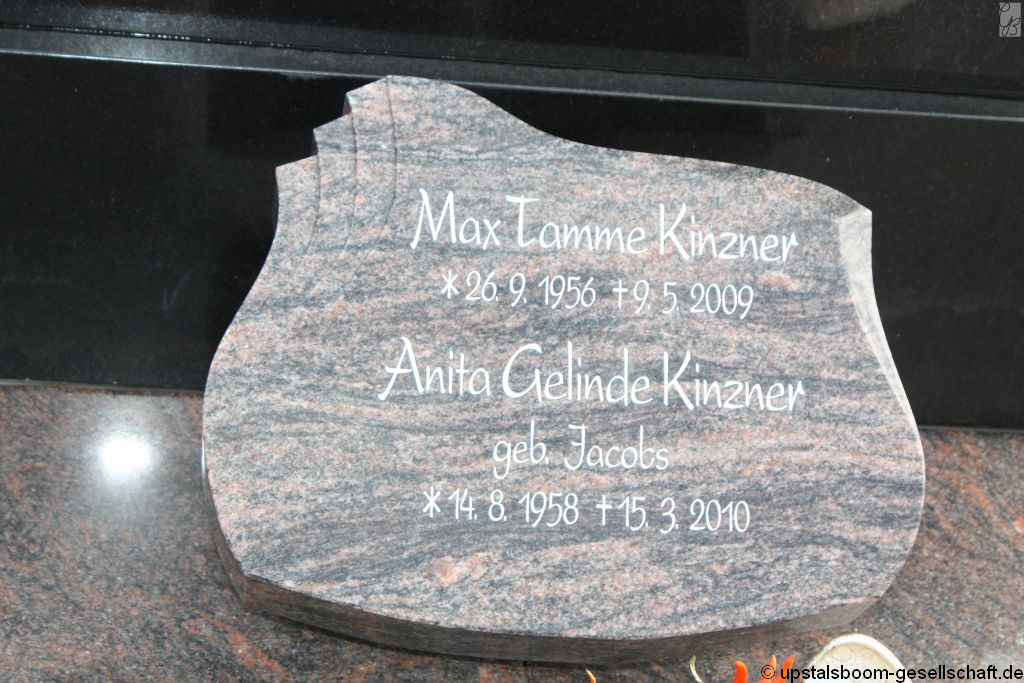 Max Tamme Kinzner
*26. 9. 1956 †9. 5. 2009
Anita Gelinde Kinzner
geb. Jacobs
*14. 8. 1958 †15. 3. 2010
© upstalsboom-gesellschaft.de